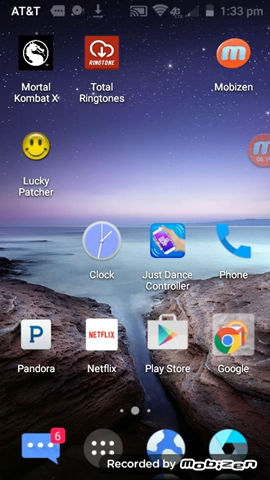 AT&T 4G 1:33 pm
RINGTONE
Mortal Kombat X
Total Ringtones
Mobizen
Lucky Patcher
Clock
Just Dance Controller
Phone
P
NETFLIX
Pandora
Netflix
Play Store
Google
6
Recorded by Mobizen